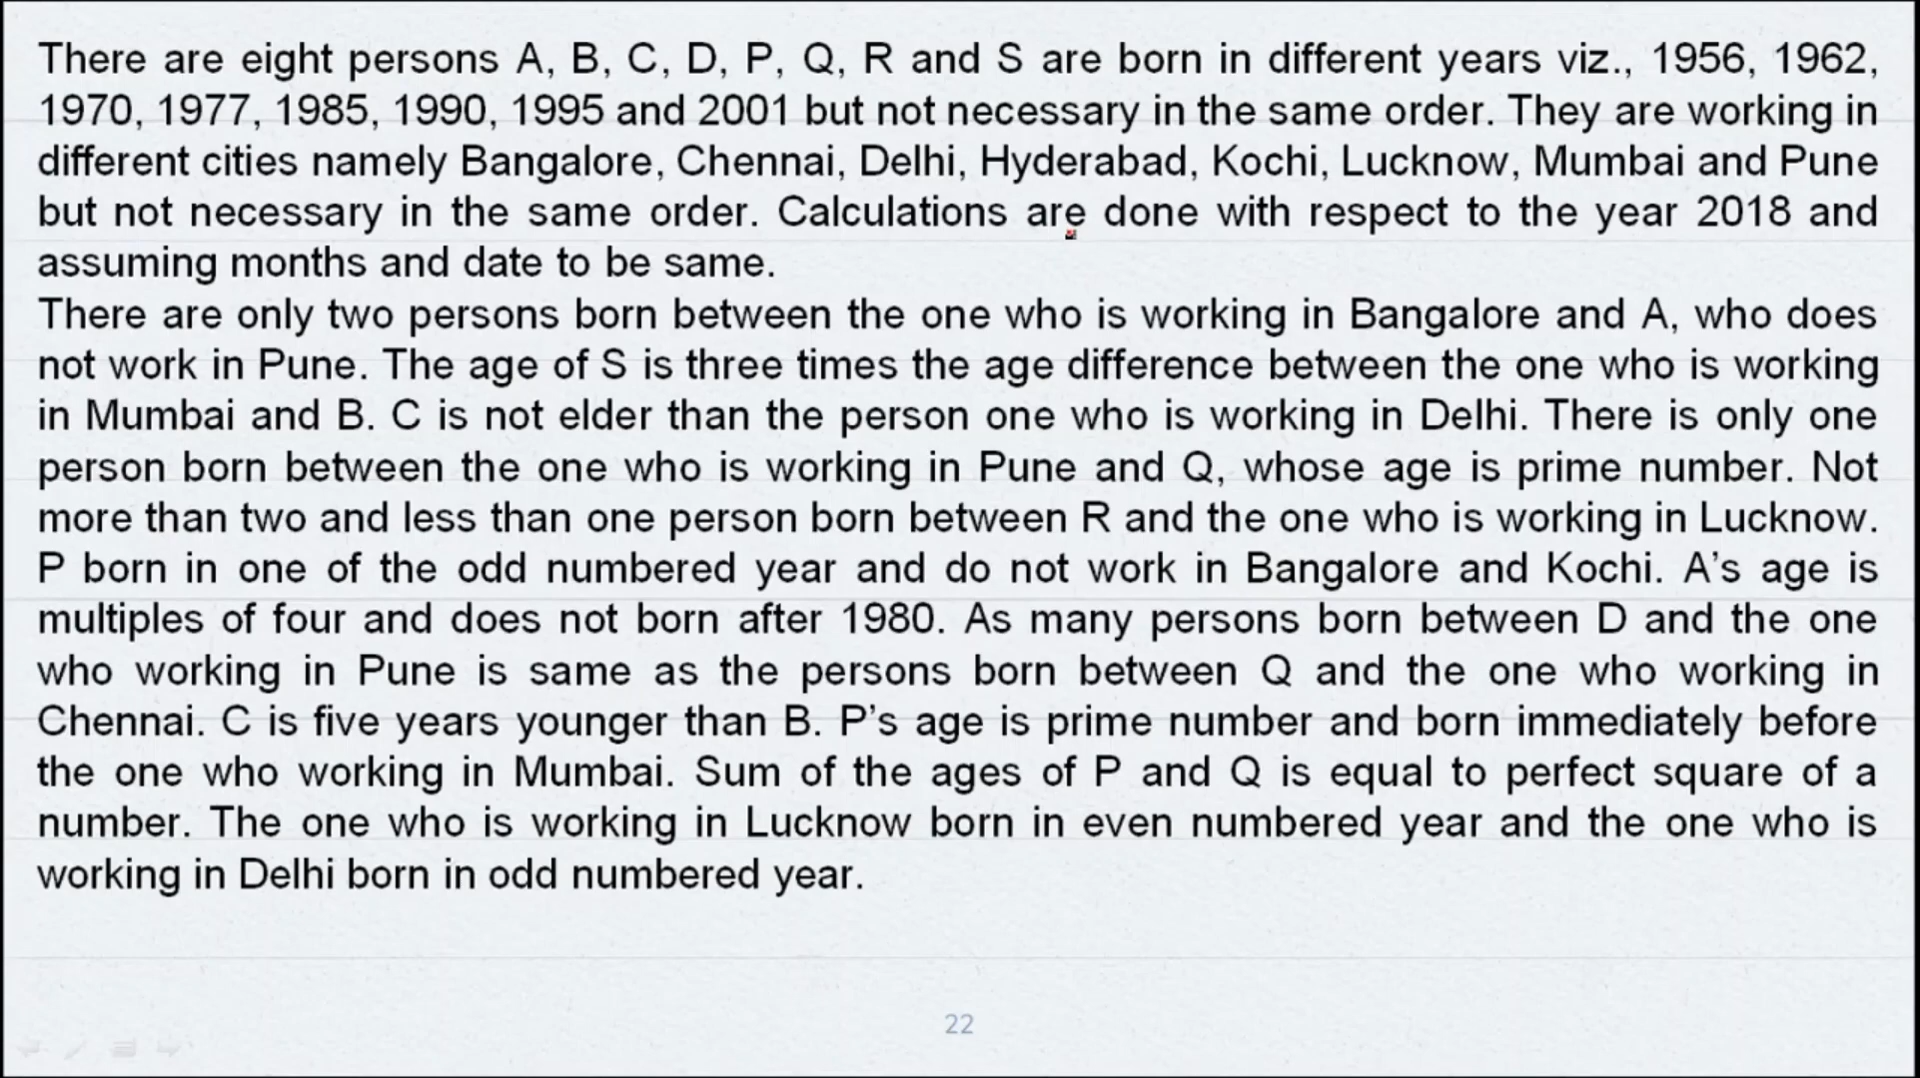 There are eight persons A, B, C, D, P, Q, R and S are born in different years viz., 1956, 1962,
1970, 1977, 1985, 1990, 1995 and 2001 but not necessary in the same order. They are working in
different cities namely Bangalore, Chennai, Delhi, Hyderabad, Kochi, Lucknow, Mumbai and Pune
but not necessary in the same order. Calculations are done with respect to the year 2018 and
assuming months and date to be same.
There are only two persons born between the one who is working in Bangalore and A, who does
not work in Pune. The age of S is three times the age difference between the one who is working
in Mumbai and B. C is not elder than the person one who is working in Delhi. There is only one
person born between the one who is working in Pune and Q, whose age is prime number. Not
more than two and less than one person born between R and the one who is working in Lucknow.
P born in one of the odd numbered year and do not work in Bangalore and Kochi. A’s age is
multiples of four and does not born after 1980. As many persons born between D and the one
who working in Pune is same as the persons born between Q and the one who working in
Chennai. C is five years younger than B. P’s age is prime number and born immediately before
the one who working in Mumbai. Sum of the ages of P and Q is equal to perfect square of a
number. The one who is working in Lucknow born in even numbered year and the one who is
working in Delhi born in odd numbered year.
22